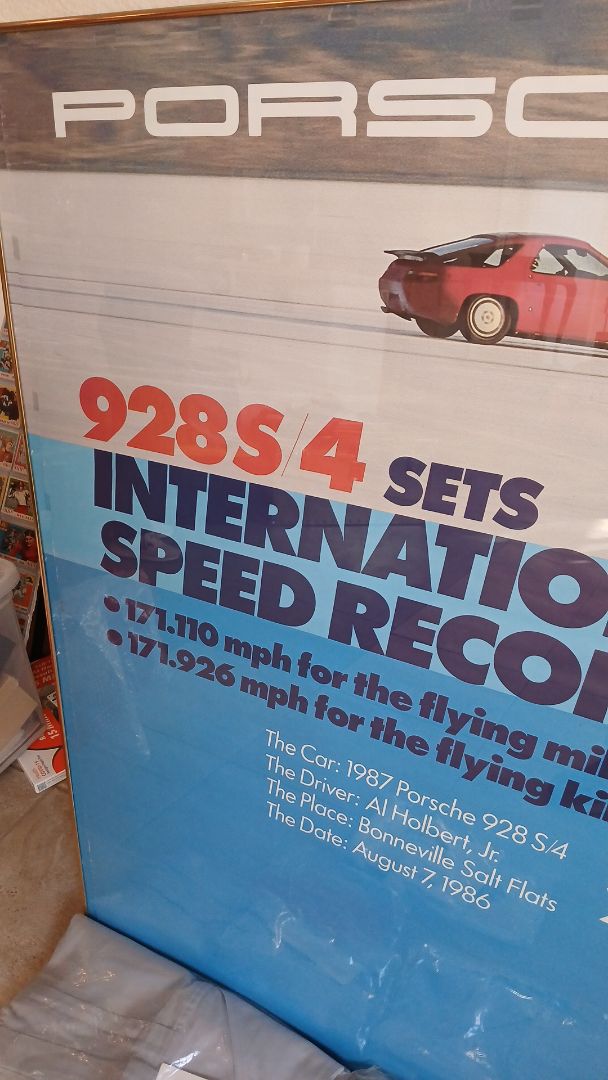 PORSC
928 S/4 SETS
INTERNATIO
SPEED RECO
• 171.110 mph for the flying mil
• 171.926 mph for the flying ki
The Car: 1987 Porsche 928 S/4
The Driver: Al Holbert, Jr.
The Place: Bonneville Salt Flats
The Date: August 7, 1986